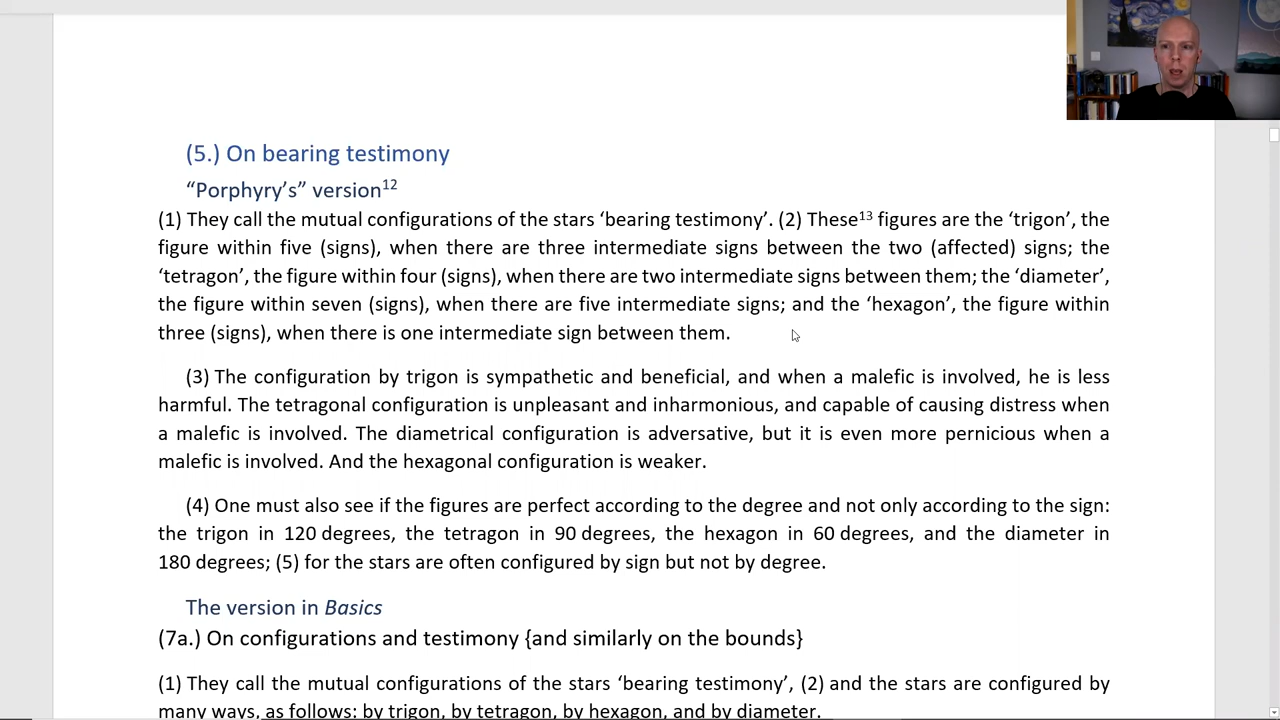 (5.) On bearing testimony
“Porphyry’s” version12
(1) They call the mutual configurations of the stars ‘bearing testimony’. (2) These13 figures are the ‘trigon’, the
figure within five (signs), when there are three intermediate signs between the two (affected) signs; the
‘tetragon’, the figure within four (signs), when there are two intermediate signs between them; the ‘diameter’,
the figure within seven (signs), when there are five intermediate signs; and the ‘hexagon’, the figure within
three (signs), when there is one intermediate sign between them.
(3) The configuration by trigon is sympathetic and beneficial, and when a malefic is involved, he is less
harmful. The tetragonal configuration is unpleasant and inharmonious, and capable of causing distress when
a malefic is involved. The diametrical configuration is adversative, but it is even more pernicious when a
malefic is involved. And the hexagonal configuration is weaker.
(4) One must also see if the figures are perfect according to the degree and not only according to the sign:
the trigon in 120 degrees, the tetragon in 90 degrees, the hexagon in 60 degrees, and the diameter in
180 degrees; (5) for the stars are often configured by sign but not by degree.
The version in Basics
(7a.) On configurations and testimony {and similarly on the bounds}
(1) They call the mutual configurations of the stars ‘bearing testimony’, (2) and the stars are configured by
many ways, as follows: by trigon, by tetragon, by hexagon, and by diameter.